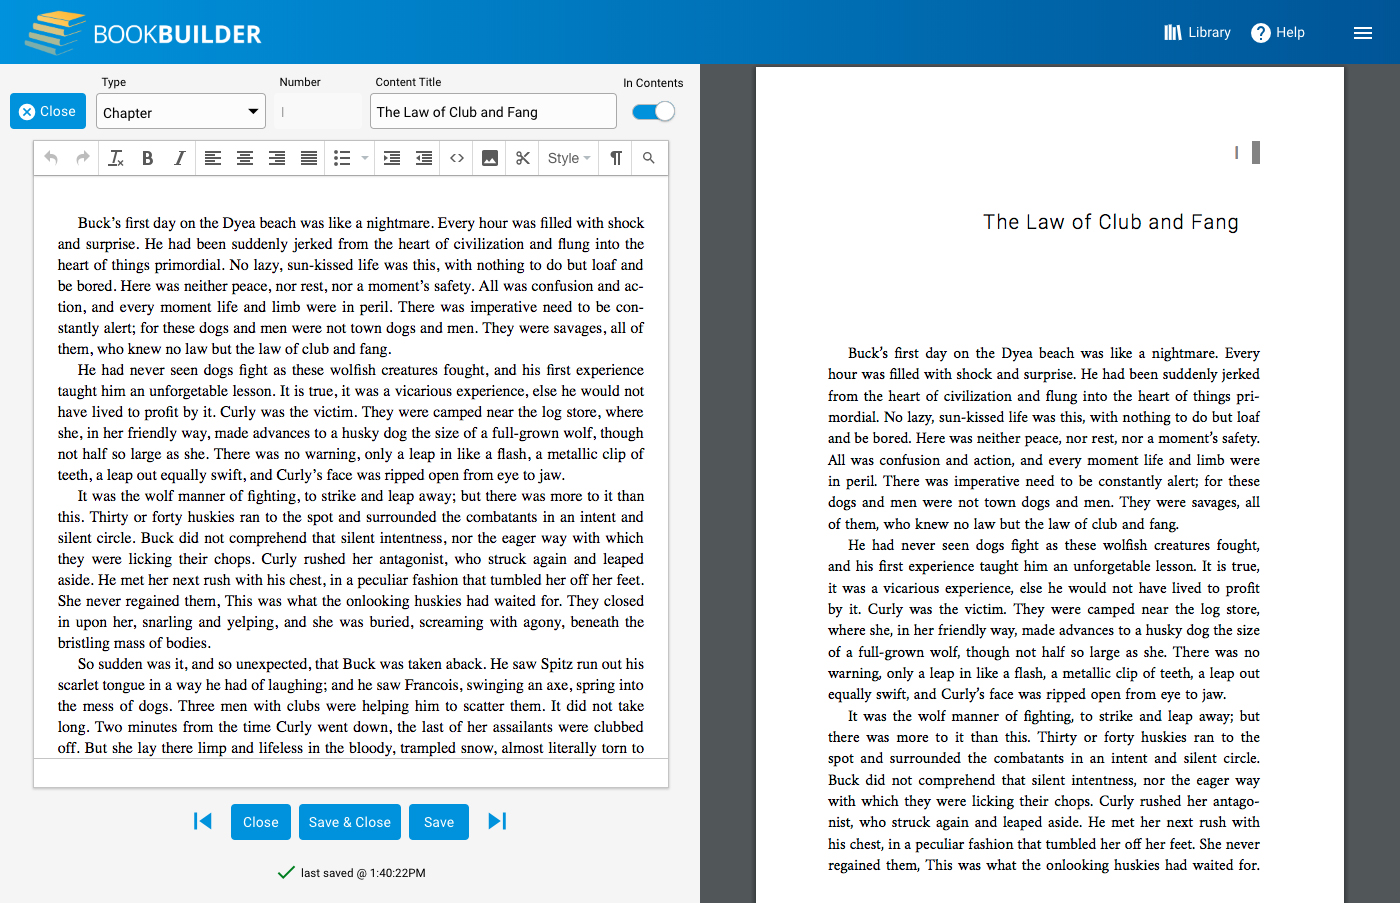 BOOKBUILDER
Library
Help
Type
Number
Content Title
In Contents
Close
Chapter
I
The Law of Club and Fang
Style
Buck’s first day on the Dyea beach was like a nightmare. Every hour was filled with shock
and surprise. He had been suddenly jerked from the heart of civilization and flung into the
heart of things primordial. No lazy, sun-kissed life was this, with nothing to do but loaf and
be bored. Here was neither peace, nor rest, nor a moment’s safety. All was confusion and ac-
tion, and every moment life and limb were in peril. There was imperative need to be con-
stantly alert; for these dogs and men were not town dogs and men. They were savages, all of
them, who knew no law but the law of club and fang.
He had never seen dogs fight as these wolfish creatures fought, and his first experience
taught him an unforgetable lesson. It is true, it was a vicarious experience, else he would not
have lived to profit by it. Curly was the victim. They were camped near the log store, where
she, in her friendly way, made advances to a husky dog the size of a full-grown wolf, though
not half so large as she. There was no warning, only a leap in like a flash, a metallic clip of
teeth, a leap out equally swift, and Curly’s face was ripped open from eye to jaw.
It was the wolf manner of fighting, to strike and leap away; but there was more to it than
this. Thirty or forty huskies ran to the spot and surrounded the combatants in an intent and
silent circle. Buck did not comprehend that silent intentness, nor the eager way with which
they were licking their chops. Curly rushed her antagonist, who struck again and leaped
aside. He met her next rush with his chest, in a peculiar fashion that tumbled her off her feet.
She never regained them, This was what the onlooking huskies had waited for. They closed
in upon her, snarling and yelping, and she was buried, screaming with agony, beneath the
bristling mass of bodies.
So sudden was it, and so unexpected, that Buck was taken aback. He saw Spitz run out his
scarlet tongue in a way he had of laughing; and he saw Francois, swinging an axe, spring into
the mess of dogs. Three men with clubs were helping him to scatter them. It did not take
long. Two minutes from the time Curly went down, the last of her assailants were clubbed
off. But she lay there limp and lifeless in the bloody, trampled snow, almost literally torn to
Close
Save & Close
Save
last saved @ 1:40:22PM
I
The Law of Club and Fang
Buck’s first day on the Dyea beach was like a nightmare. Every
hour was filled with shock and surprise. He had been suddenly jerked
from the heart of civilization and flung into the heart of things pri-
mordial. No lazy, sun-kissed life was this, with nothing to do but loaf
and be bored. Here was neither peace, nor rest, nor a moment’s safety.
All was confusion and action, and every moment life and limb were
in peril. There was imperative need to be constantly alert; for these
dogs and men were not town dogs and men. They were savages, all
of them, who knew no law but the law of club and fang.
He had never seen dogs fight as these wolfish creatures fought,
and his first experience taught him an unforgetable lesson. It is true,
it was a vicarious experience, else he would not have lived to profit
by it. Curly was the victim. They were camped near the log store,
where she, in her friendly way, made advances to a husky dog the size
of a full-grown wolf, though not half so large as she. There was no
warning, only a leap in like a flash, a metallic clip of teeth, a leap out
equally swift, and Curly’s face was ripped open from eye to jaw.
It was the wolf manner of fighting, to strike and leap away; but
there was more to it than this. Thirty or forty huskies ran to the
spot and surrounded the combatants in an intent and silent circle.
Buck did not comprehend that silent intentness, nor the eager way
with which they were licking their chops. Curly rushed her antago-
nist, who struck again and leaped aside. He met her next rush with
his chest, in a peculiar fashion that tumbled her off her feet. She never
regained them, This was what the onlooking huskies had waited for.